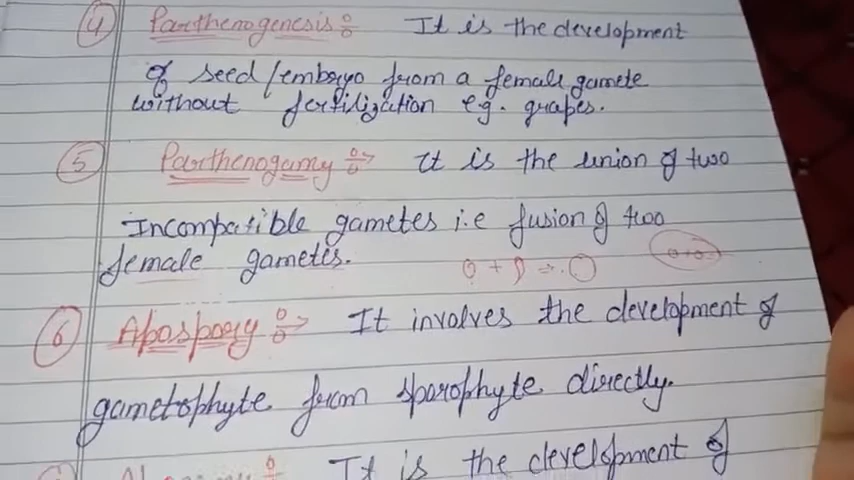 4 Parthenogenesis:- It is the development
of seed/embryo from a female gamete
without fertilization e.g. grapes.
5 Parthenogamy:-> It is the union of two
Incompatible gametes i.e fusion of two
female gametes.
6 Apospory:-> It involves the development of
gametophyte from sporophyte directly.
It is the development of